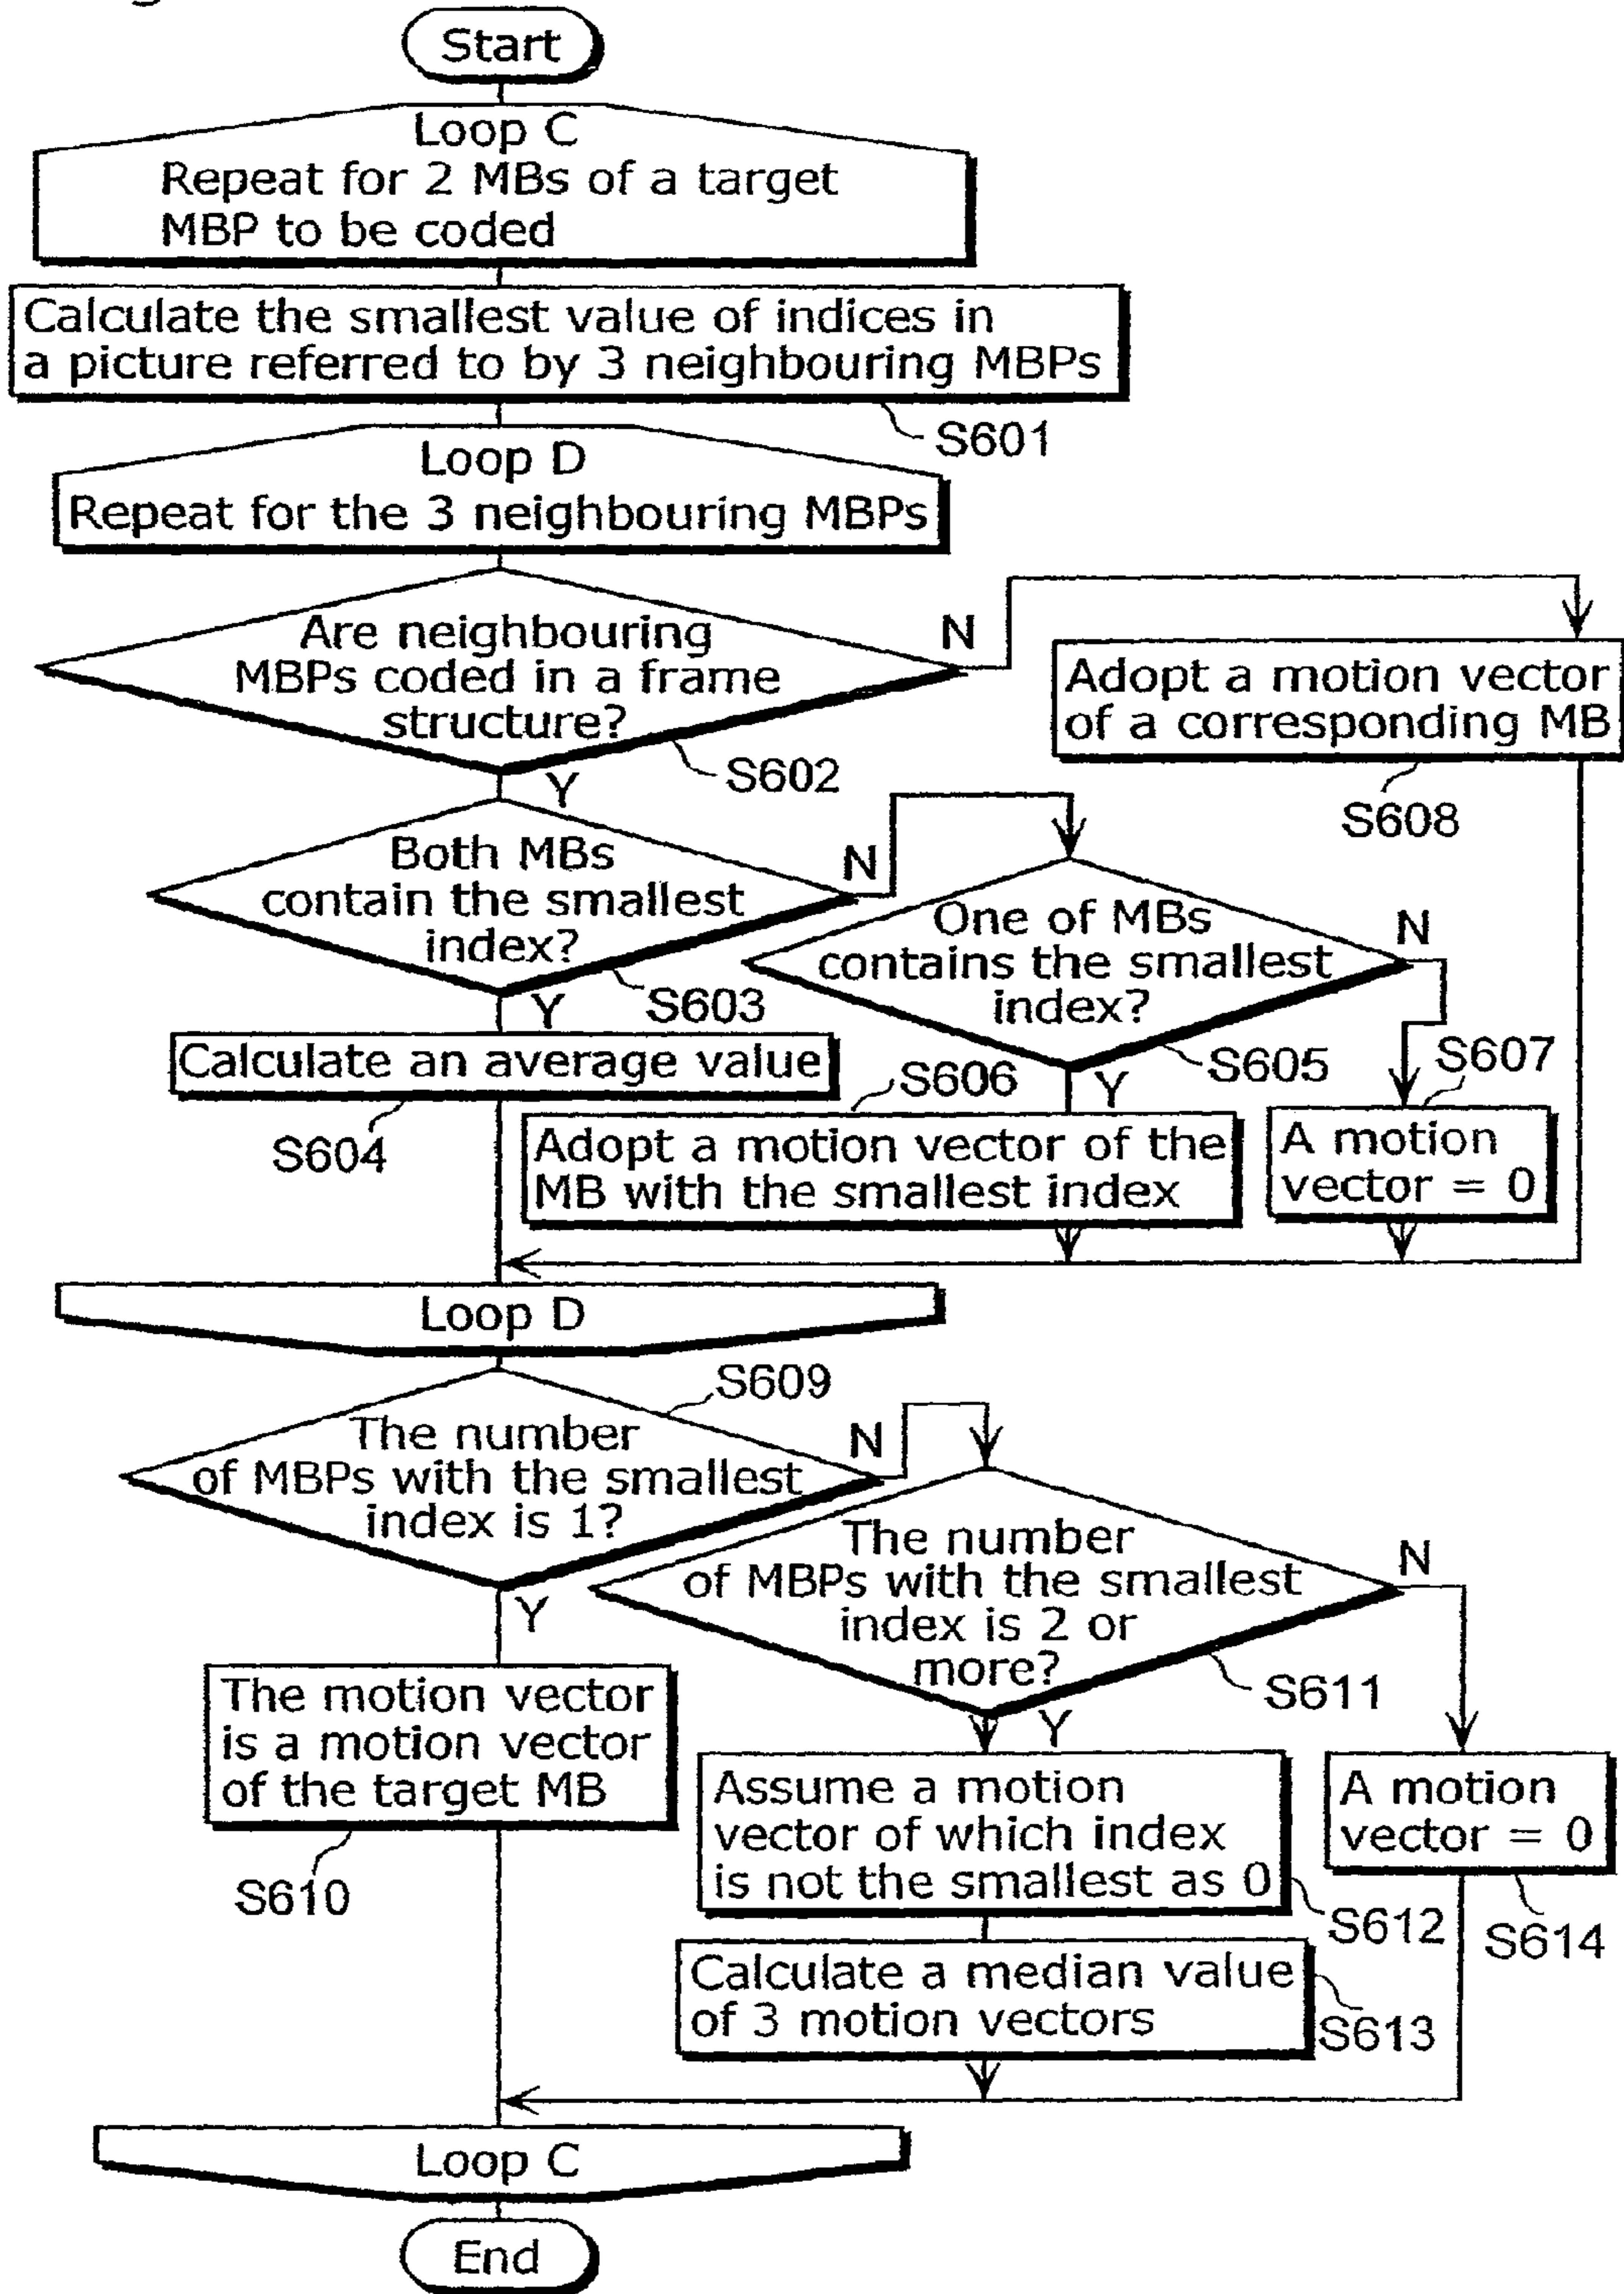 Start
Loop C
Repeat for 2 MBs of a target
MBP to be coded
Calculate the smallest value of indices in
a picture referred to by 3 neighbouring MBPs
S601
Loop D
Repeat for the 3 neighbouring MBPs
Are neighbouring
MBPs coded in a frame
structure?
N
Y
S602
Adopt a motion vector
of a corresponding MB
S608
Both MBs
contain the smallest
index?
N
Y
S603
One of MBs
contains the smallest
index?
N
Y
S605
Calculate an average value
S604
S606
Adopt a motion vector of the
MB with the smallest index
S607
A motion
vector = 0
Loop D
S609
The number
of MBPs with the smallest
index is 1?
N
Y
The number
of MBPs with the smallest
index is 2 or
more?
N
Y
S611
The motion vector
is a motion vector
of the target MB
S610
Assume a motion
vector of which index
is not the smallest as 0
S612
A motion
vector = 0
S614
Calculate a median value
of 3 motion vectors
S613
Loop C
End